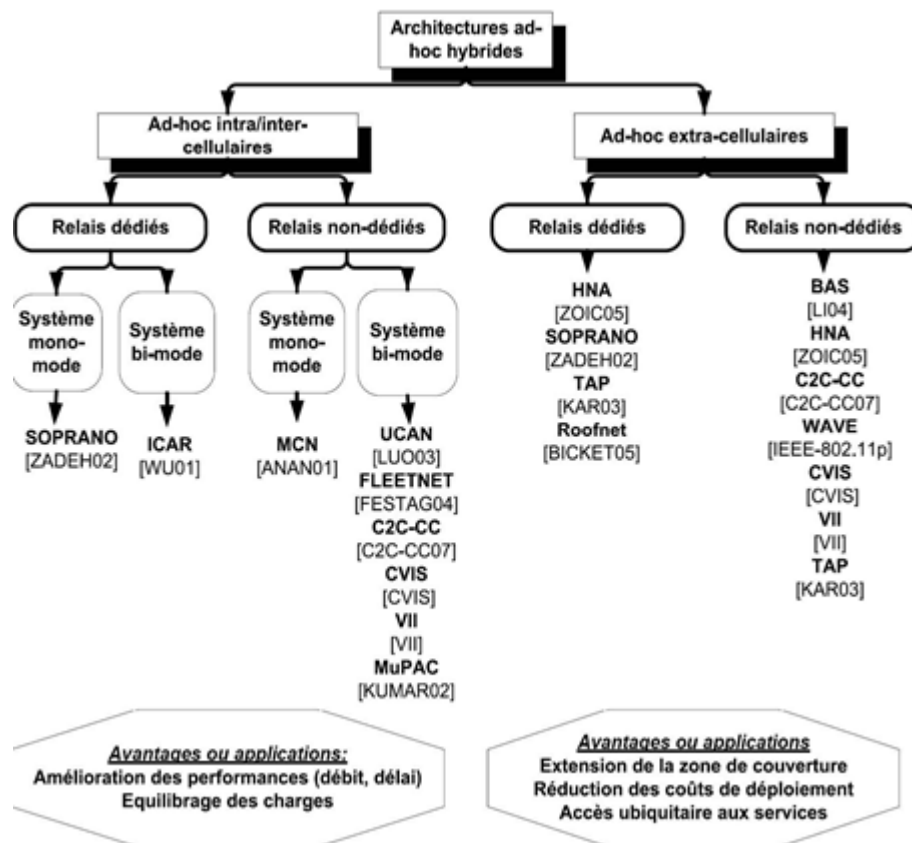 Architectures ad-
hoc hybrides
Ad-hoc intra/inter-
cellulaires
Ad-hoc extra-cellulaires
Relais dédiés
Relais non-dédiés
Relais dédiés
Relais non-dédiés
Système
mono-
mode
Système
bi-mode
Système
mono-
mode
Système
bi-mode
SOPRANO
[ZADEH02]
ICAR
[WU01]
MCN
[ANAN01]
UCAN
[LUO03]
FLEETNET
[FESTAG04]
C2C-CC
[C2C-CC07]
CVIS
[CVIS]
VII
[VII]
MuPAC
[KUMAR02]
HNA
[ZOIC05]
SOPRANO
[ZADEH02]
TAP
[KAR03]
Roofnet
[BICKET05]
BAS
[LI04]
HNA
[ZOIC05]
C2C-CC
[C2C-CC07]
WAVE
[IEEE-802.11p]
CVIS
[CVIS]
VII
[VII]
TAP
[KAR03]
Avantages ou applications:
Amélioration des performances (débit, délai)
Equilibrage des charges
Avantages ou applications
Extension de la zone de couverture
Réduction des coûts de déploiement
Accès ubiquitaire aux services